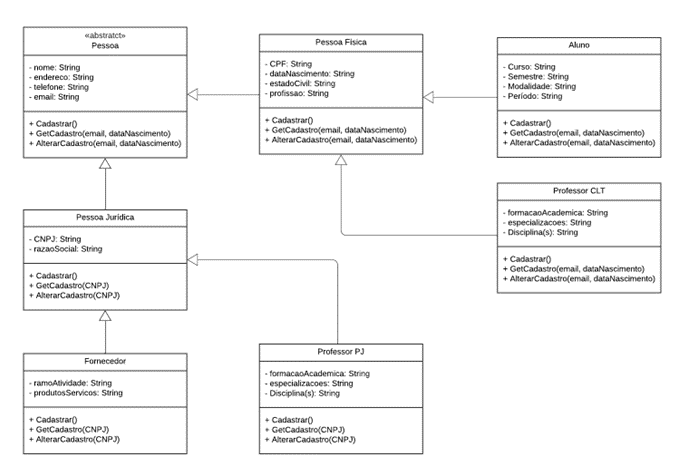 «abstratct»
Pessoa
- nome: String
- endereco: String
- telefone: String
- email: String
+ Cadastrar()
+ GetCadastro(email, dataNascimento)
+ AlterarCadastro(email, dataNascimento)
Pessoa Física
- CPF: String
- dataNascimento: String
- estadoCivil: String
- profissao: String
+ Cadastrar()
+ GetCadastro(email, dataNascimento)
+ AlterarCadastro(email, dataNascimento)
Aluno
- Curso: String
- Semestre: String
- Modalidade: String
- Período: String
+ Cadastrar()
+ GetCadastro(email, dataNascimento)
+ AlterarCadastro(email, dataNascimento)
Professor CLT
- formacaoAcademica: String
- especializacoes: String
- Disciplina(s): String
+ Cadastrar()
+ GetCadastro(email, dataNascimento)
+ AlterarCadastro(email, dataNascimento)
Pessoa Jurídica
- CNPJ: String
- razaoSocial: String
+ Cadastrar()
+ GetCadastro(CNPJ)
+ AlterarCadastro(CNPJ)
Fornecedor
- ramoAtividade: String
- produtosServicos: String
+ Cadastrar()
+ GetCadastro(CNPJ)
+ AlterarCadastro(CNPJ)
Professor PJ
- formacaoAcademica: String
- especializacoes: String
- Disciplina(s): String
+ Cadastrar()
+ GetCadastro(CNPJ)
+ AlterarCadastro(CNPJ)